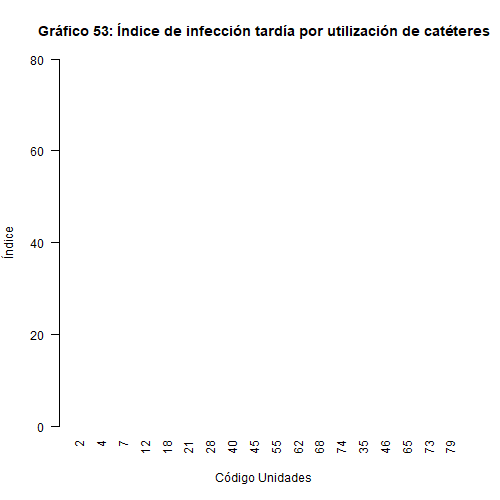 Gráfico 53: Índice de infección tardía por utilización de catéteres
80
60
40
20
0
Índice
2 4 7 12 18 21 28 40 45 55 62 68 74 35 46 65 73 79
Código Unidades